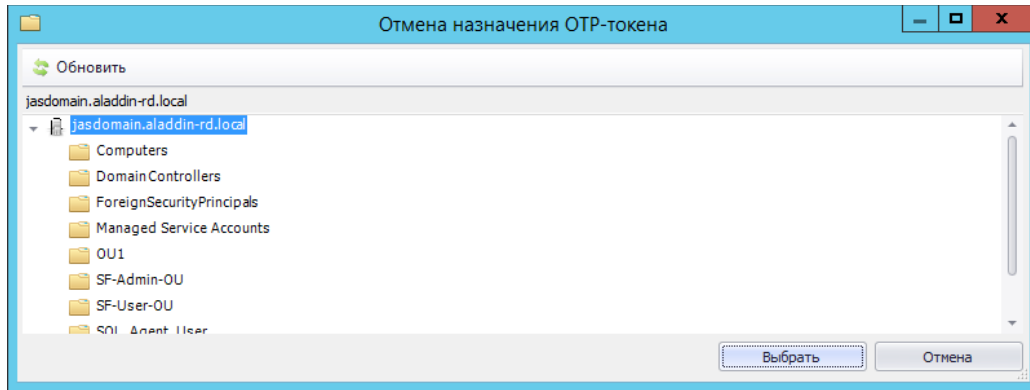 Отмена назначения OTP-токена
Обновить
jasdomain.aladdin-rd.local
jasdomain.aladdin-rd.local
Computers
Domain Controllers
ForeignSecurityPrincipals
Managed Service Accounts
OU1
SF-Admin-OU
SF-User-OU
SQL_Agent_User
Выбрать Отмена